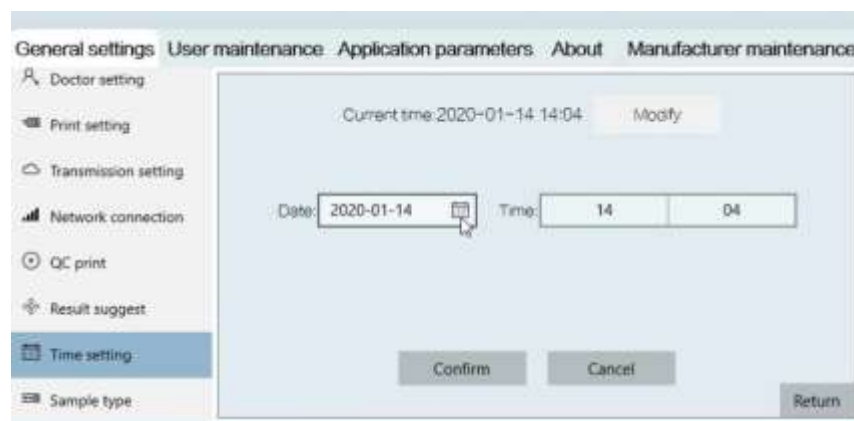 General settings User maintenance Application parameters About Manufacturer maintenance
Doctor setting
Print setting
Transmission setting
Network connection
QC print
Result suggest
Time setting
Sample type
Current time:2020-01-14 14:04 Modify
Date: 2020-01-14 Time: 14 04
Confirm Cancel
Return